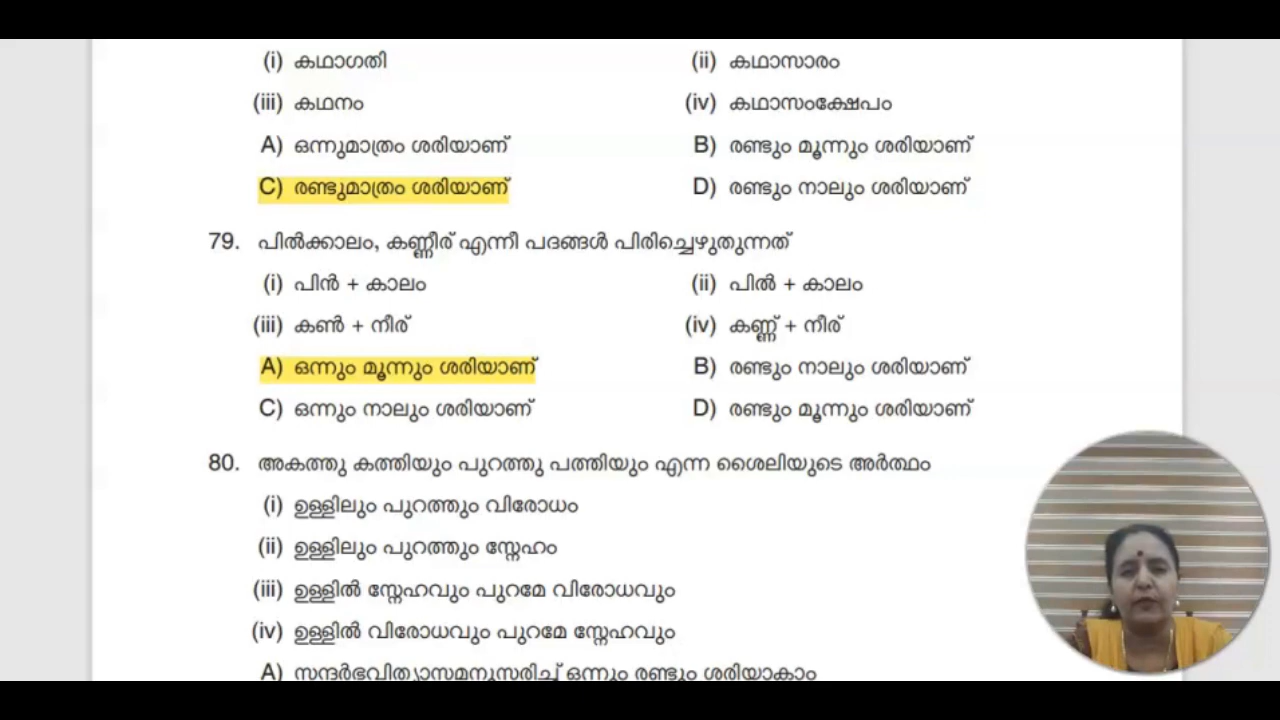 (i) കഥാഗതി (ii) കഥാസാരം
(iii) കഥനം (iv) കഥാസംക്ഷേപം
A) ഒന്നുമാത്രം ശരിയാണ് B) രണ്ടും മൂന്നും ശരിയാണ്
C) രണ്ടുമാത്രം ശരിയാണ് D) രണ്ടും നാലും ശരിയാണ്
79. പിൽക്കാലം, കണ്ണീര് എന്നീ പദങ്ങൾ പിരിച്ചെഴുതുന്നത്
(i) പിൻ + കാലം (ii) പിൽ + കാലം
(iii) കൺ + നീര് (iv) കണ്ണ് + നീര്
A) ഒന്നും മൂന്നും ശരിയാണ് B) രണ്ടും നാലും ശരിയാണ്
C) ഒന്നും നാലും ശരിയാണ് D) രണ്ടും മൂന്നും ശരിയാണ്
80. അകത്തു കത്തിയും പുറത്തു പത്തിയും എന്ന ശൈലിയുടെ അർത്ഥം
(i) ഉള്ളിലും പുറത്തും വിരോധം
(ii) ഉള്ളിലും പുറത്തും സ്നേഹം
(iii) ഉള്ളിൽ സ്നേഹവും പുറമേ വിരോധവും
(iv) ഉള്ളിൽ വിരോധവും പുറമേ സ്നേഹവും
A) സന്ദർഭവിത്യാസമനുസരിച്ച് ഒന്നും രണ്ടും ശരിയാകാം